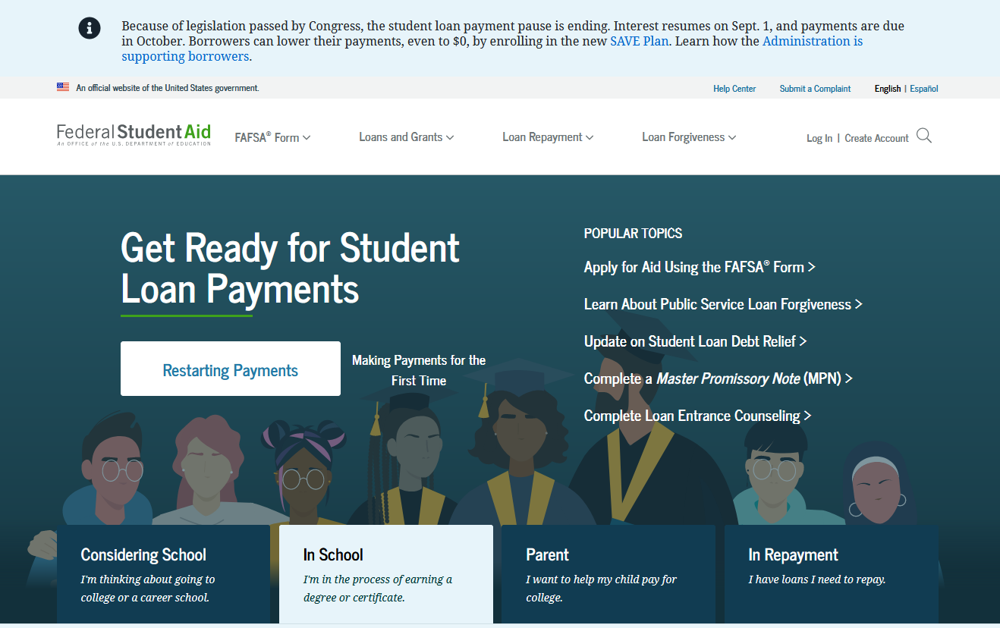 Because of legislation passed by Congress, the student loan payment pause is ending. Interest resumes on Sept. 1, and payments are due
in October. Borrowers can lower their payments, even to $0, by enrolling in the new SAVE Plan. Learn how the Administration is
supporting borrowers.
An official website of the United States government.
Help Center
Submit a Complaint
English | Español
Federal Student Aid
An OFFICE of the U.S. DEPARTMENT of EDUCATION
FAFSA® Form
Loans and Grants
Loan Repayment
Loan Forgiveness
Log In | Create Account
Get Ready for Student
Loan Payments
Restarting Payments
Making Payments for the
First Time
POPULAR TOPICS
Apply for Aid Using the FAFSA® Form >
Learn About Public Service Loan Forgiveness >
Update on Student Loan Debt Relief >
Complete a Master Promissory Note (MPN) >
Complete Loan Entrance Counseling >
Considering School
I'm thinking about going to
college or a career school.
In School
I'm in the process of earning a
degree or certificate.
Parent
I want to help my child pay for
college.
In Repayment
I have loans I need to repay.